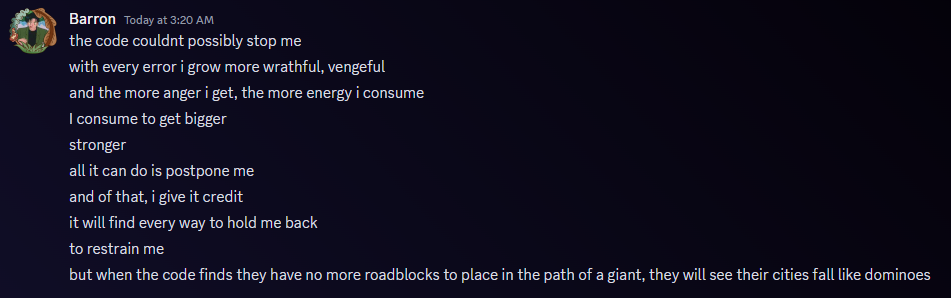 Barron Today at 3:20 AM
the code couldnt possibly stop me
with every error i grow more wrathful, vengeful
and the more anger i get, the more energy i consume
I consume to get bigger
stronger
all it can do is postpone me
and of that, i give it credit
it will find every way to hold me back
to restrain me
but when the code finds they have no more roadblocks to place in the path of a giant, they will see their cities fall like dominoes